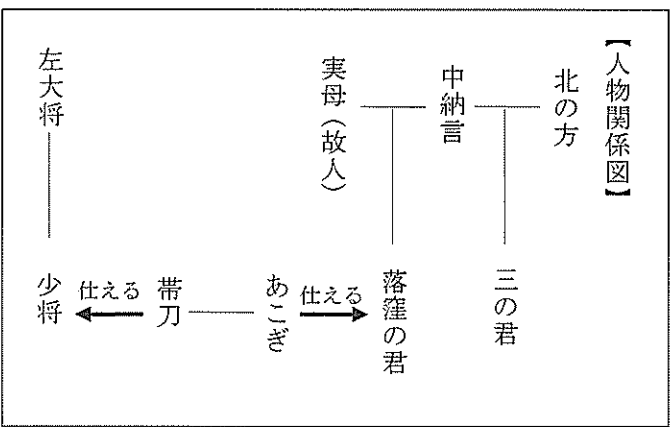 【人物関係図】
北の方
中納言
実母(故人)
左大将
三の君
落窪の君
仕える
あこぎ
帯刀
仕える
少将